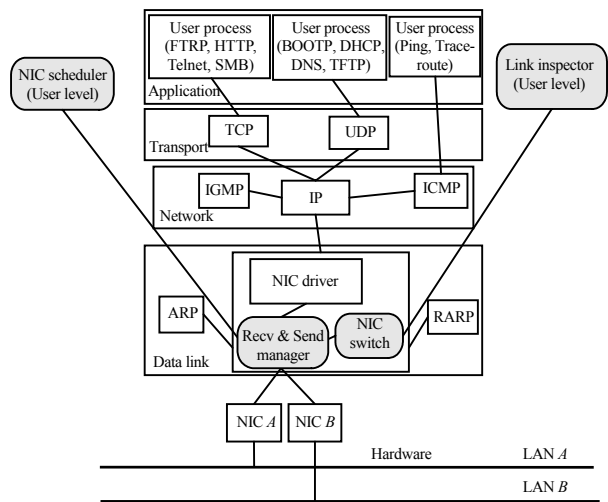 User process
(FTRP, HTTP,
Telnet, SMB)
User process
(BOOTP, DHCP,
DNS, TFTP)
User process
(Ping, Trace-
route)
Application
NIC scheduler
(User level)
Link inspector
(User level)
TCP
UDP
Transport
IGMP
IP
ICMP
Network
NIC driver
ARP
Recv & Send
manager
NIC
switch
RARP
Data link
NIC A
NIC B
Hardware
LAN A
LAN B